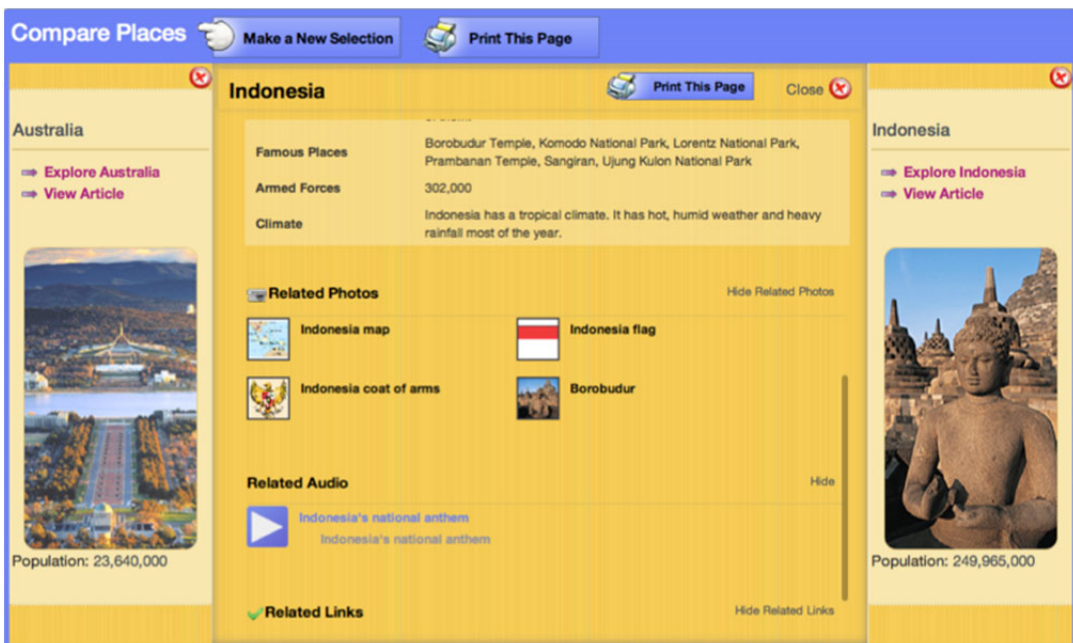 Compare Places
Make a New Selection
Print This Page
Australia
Explore Australia
View Article
Population: 23,640,000
Indonesia
Print This Page
Close
Famous Places
Borobudur Temple, Komodo National Park, Lorentz National Park,
Prambanan Temple, Sangiran, Ujung Kulon National Park
Armed Forces
302,000
Climate
Indonesia has a tropical climate. It has hot, humid weather and heavy
rainfall most of the year.
Related Photos
Hide Related Photos
Indonesia map
Indonesia flag
Indonesia coat of arms
Borobudur
Related Audio
Hide
Indonesia's national anthem
Indonesia's national anthem
Related Links
Hide Related Links
Indonesia
Explore Indonesia
View Article
Population: 249,965,000